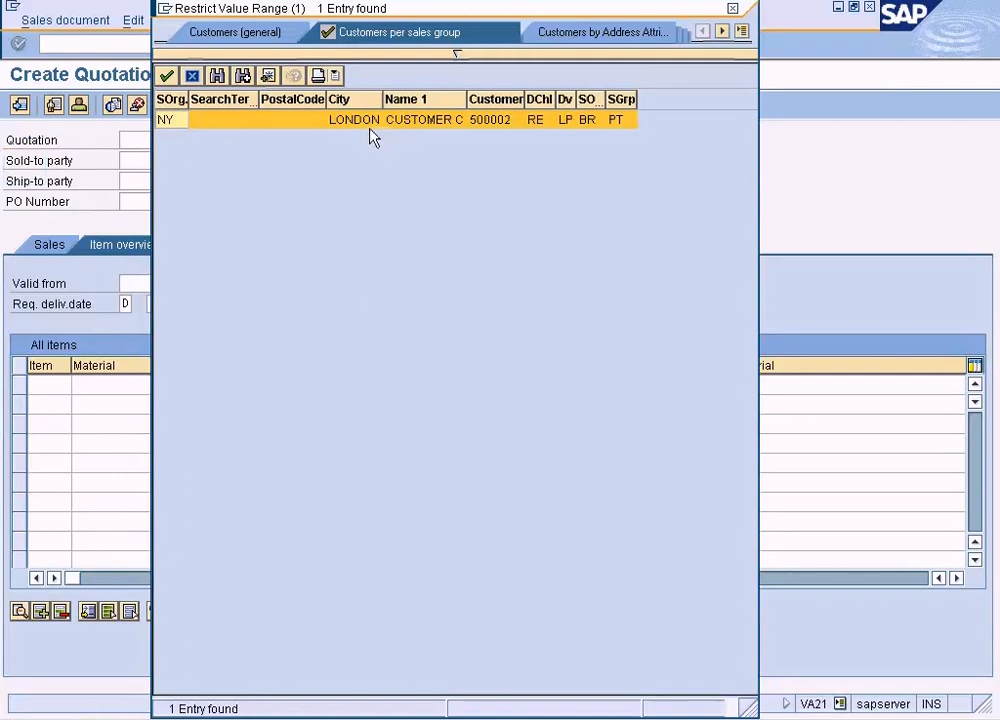 Restrict Value Range (1) 1 Entry found
Sales document Edit
SAP
Customers (general) Customers per sales group Customers by Address Attri...
Create Quotatio
SOrg. SearchTer... PostalCode City Name 1 Customer DChl Dv SO... SGrp
NY LONDON CUSTOMER C 500002 RE LP BR PT
Quotation
Sold-to party
Ship-to party
PO Number
Sales Item overvie
Valid from
Req. deliv.date D
All items
Item Material ial
1 Entry found
VA21 sapserver INS